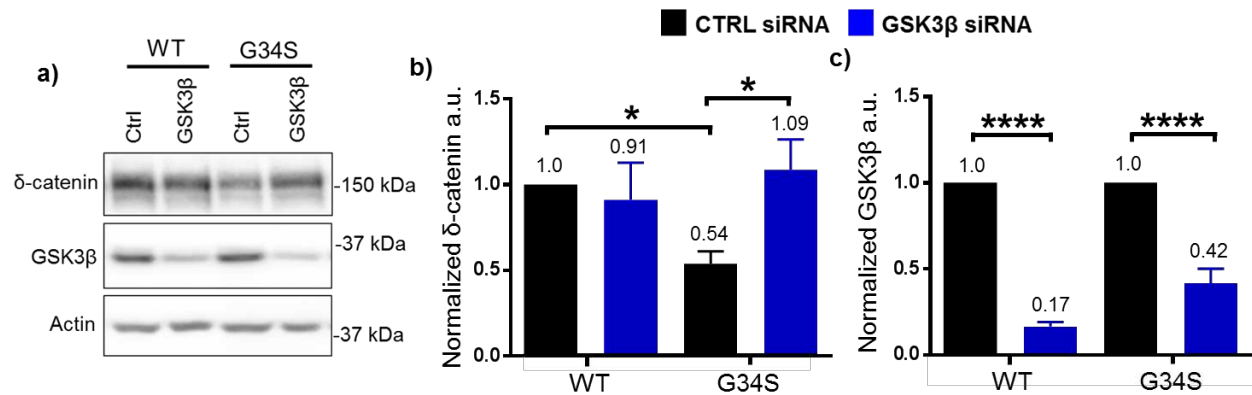 CTRL siRNA GSK3β siRNA
a)
WT G34S
Ctrl GSK3β Ctrl GSK3β
δ-catenin -150 kDa
GSK3β -37 kDa
Actin -37 kDa
b)
Normalized δ-catenin a.u.
1.5
1.0
0.5
0.0
* *
1.0 0.91 0.54 1.09
WT G34S
c)
Normalized GSK3β a.u.
1.5
1.0
0.5
0.0
**** ****
1.0 0.17 1.0 0.42
WT G34S